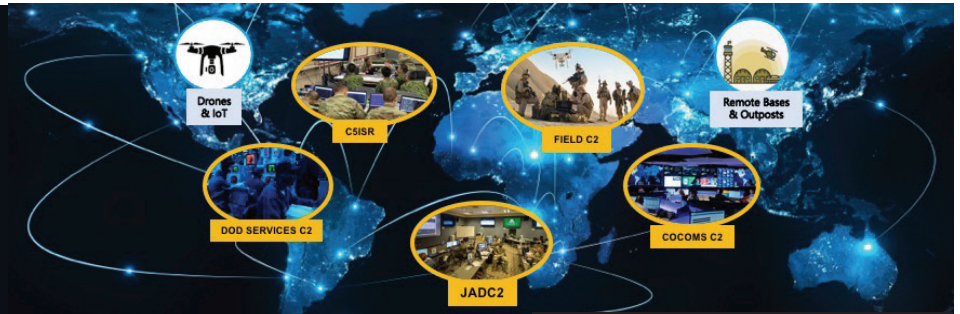 Drones
& IoT
C5ISR
FIELD C2
Remote Bases
& Outposts
DOD SERVICES C2
COCOMS C2
JADC2